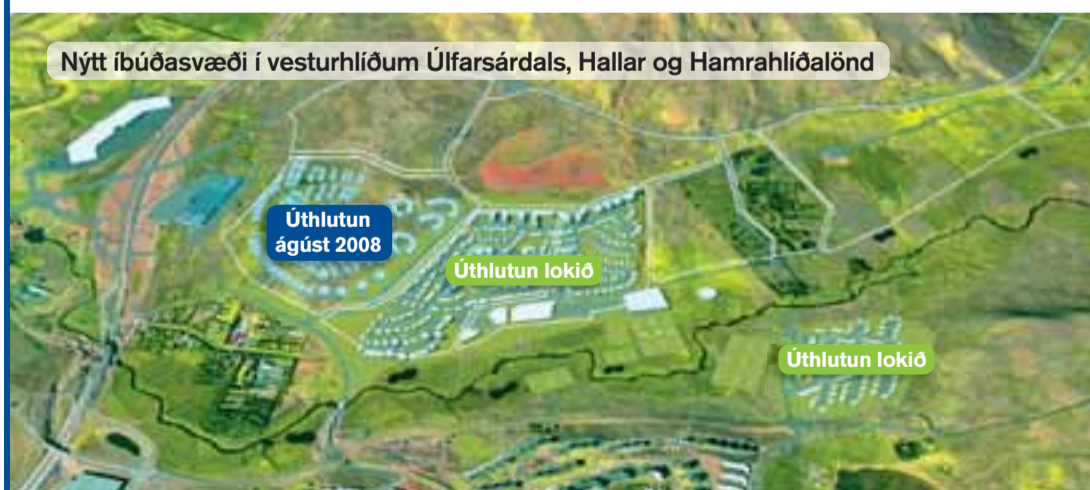 Nýtt íbúðasvæði í vesturhlíðum Úlfarsárdals, Hallar og Hamrahlíðalönd
Úthlutun
ágúst 2008
Úthlutun lokið
Úthlutun lokið